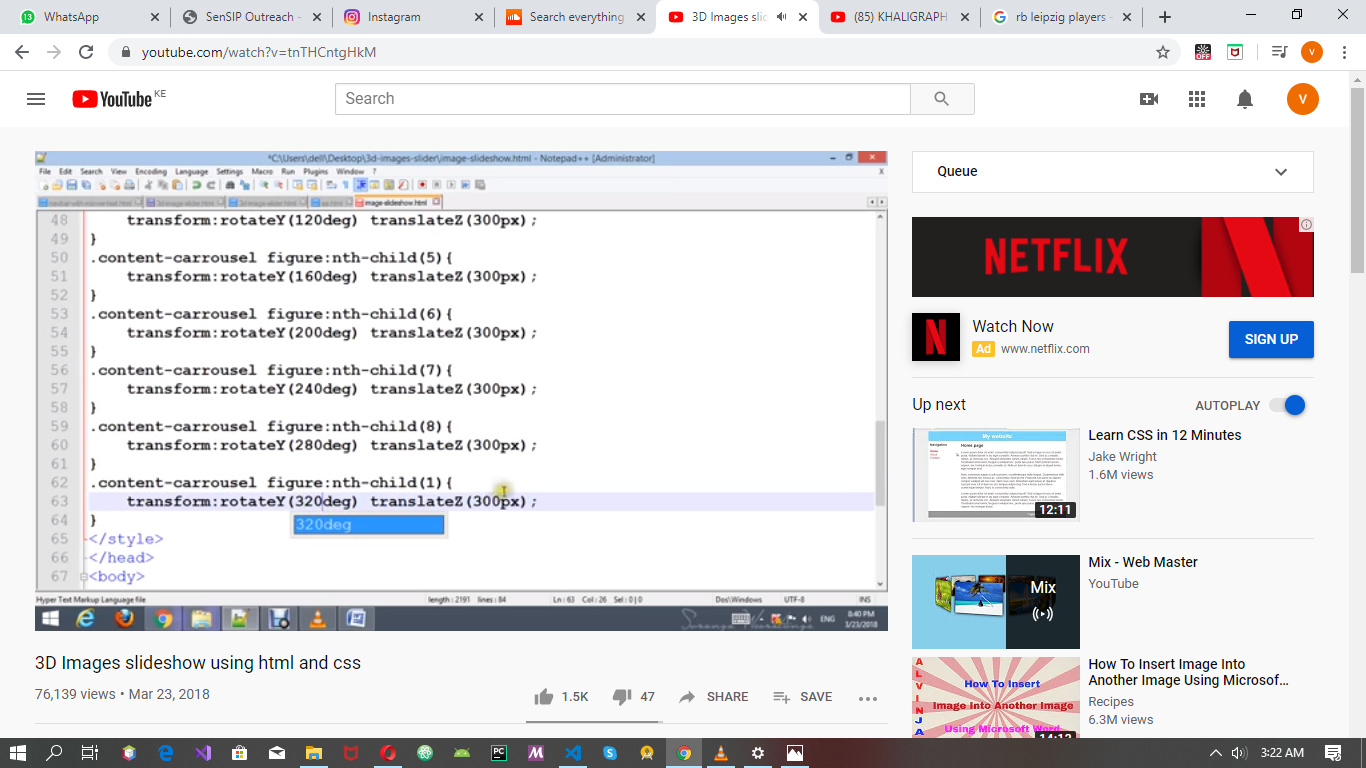 WhatsApp
SenSIP Outreach -
Instagram
Search everything
3D Images slid
(85) KHALIGRAPH
rb leipzig players -
youtube.com/watch?v=tnTHCntgHkM
OFF
V
YouTube KE
Search
V
*C:\Users\dell\Desktop\3d-images-slider\image-slideshow.html - Notepad++ [Administrator]
File Edit Search View Encoding Language Settings Macro Run Plugins Window ?
X
image-slideshow.html
48 transform:rotateY(120deg) translateZ(300px);
49 }
50 .content-carrousel figure:nth-child(5){
51 transform:rotateY(160deg) translateZ(300px);
52 }
53 .content-carrousel figure:nth-child(6){
54 transform:rotateY(200deg) translateZ(300px);
55 }
56 .content-carrousel figure:nth-child(7){
57 transform:rotateY(240deg) translateZ(300px);
58 }
59 .content-carrousel figure:nth-child(8){
60 transform:rotateY(280deg) translateZ(300px);
61 }
62 .content-carrousel figure:nth-child(1){
63 transform:rotateY(320deg) translateZ(300px);
320deg
64 }
65 </style>
66 </head>
67 <body>
Hyper Text Markup Language file
length : 2191 lines : 84
Ln : 63 Col : 26 Sel : 0 | 0
Dos\Windows
UTF-8
INS
ENG
8:40 PM
3/23/2018
3D Images slideshow using html and css
76,139 views • Mar 23, 2018
1.5K
47
SHARE
SAVE
Queue
NETFLIX
N
Watch Now
Ad www.netflix.com
SIGN UP
Up next
AUTOPLAY
My website
Home page
12:11
Learn CSS in 12 Minutes
Jake Wright
1.6M views
Mix
Mix - Web Master
YouTube
ALVINJA
How To Insert
Image Into Another Image
Using Microsoft Word
14:13
How To Insert Image Into
Another Image Using Microsof…
Recipes
6.3M views
PC
3:22 AM